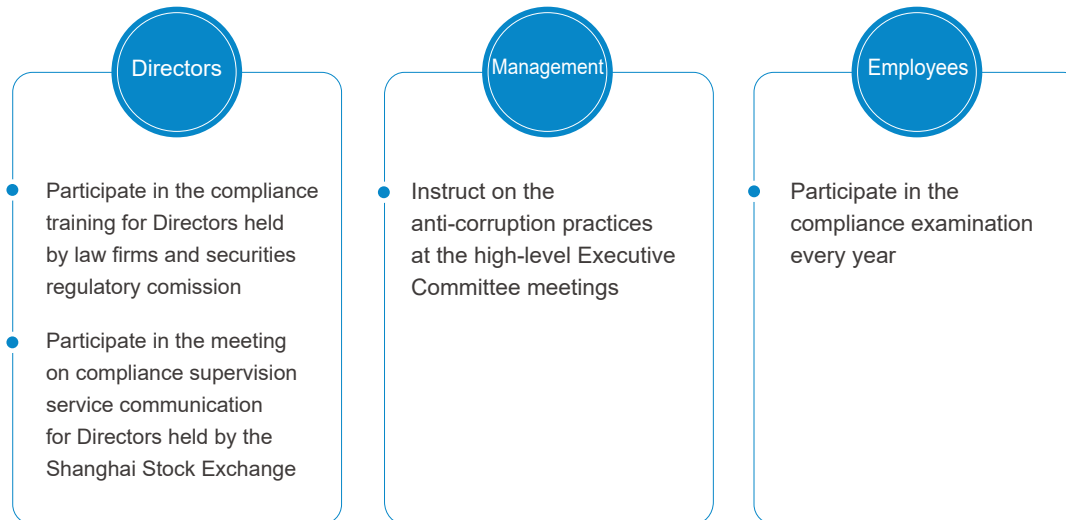 Directors
Participate in the compliance
training for Directors held
by law firms and securities
regulatory comission
Participate in the meeting
on compliance supervision
service communication
for Directors held by the
Shanghai Stock Exchange
Management
Instruct on the
anti-corruption practices
at the high-level Executive
Committee meetings
Employees
Participate in the
compliance examination
every year